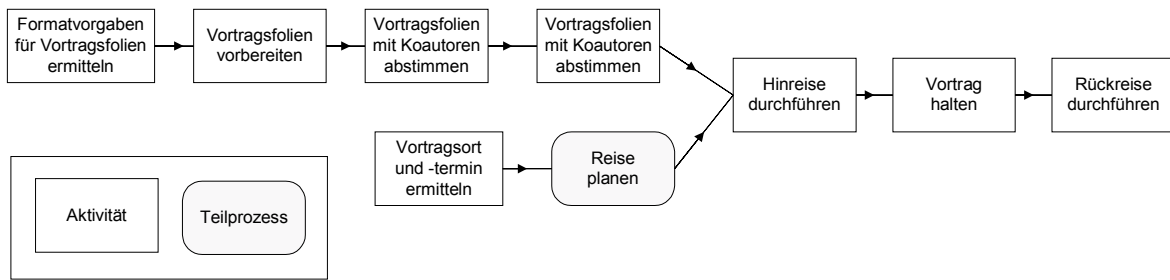 Formatvorgaben
für Vortragsfolien
ermitteln
Vortragsfolien
vorbereiten
Vortragsfolien
mit Koautoren
abstimmen
Vortragsfolien
mit Koautoren
abstimmen
Hinreise
durchführen
Vortrag
halten
Rückreise
durchführen
Vortragsort
und -termin
ermitteln
Reise
planen
Aktivität
Teilprozess